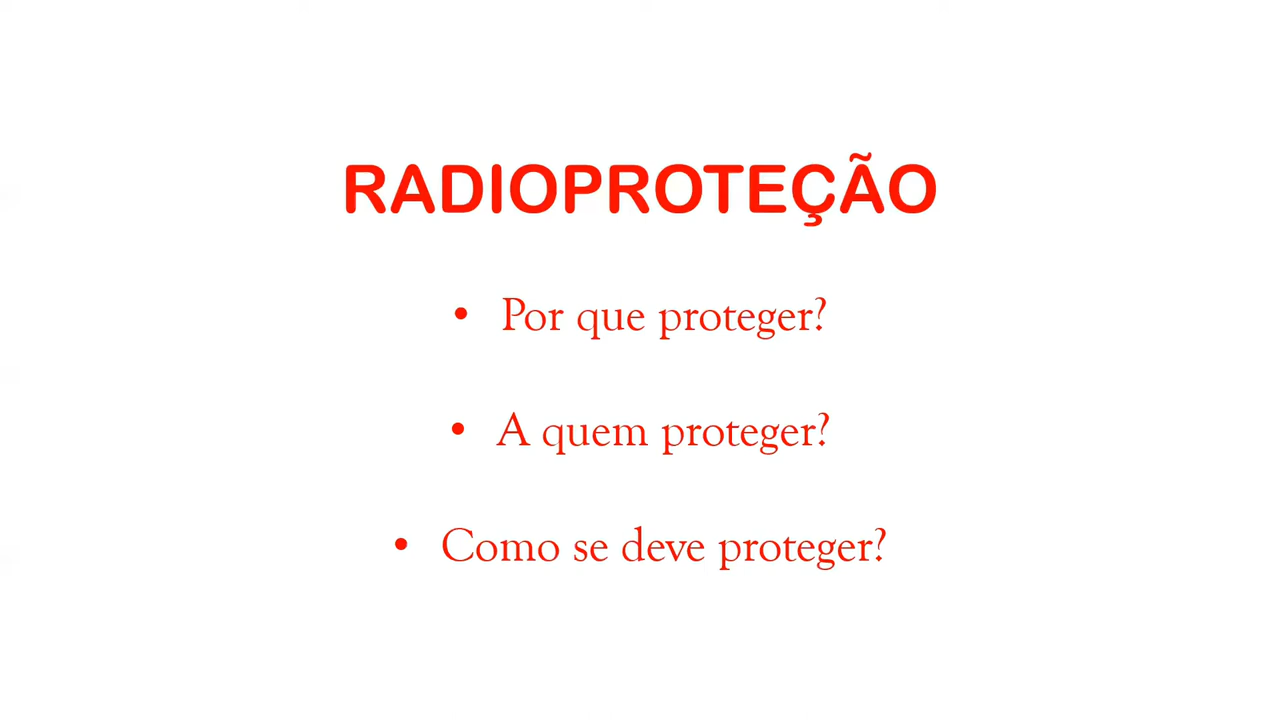 RADIOPROTEÇÃO
• Por que proteger?
• A quem proteger?
• Como se deve proteger?